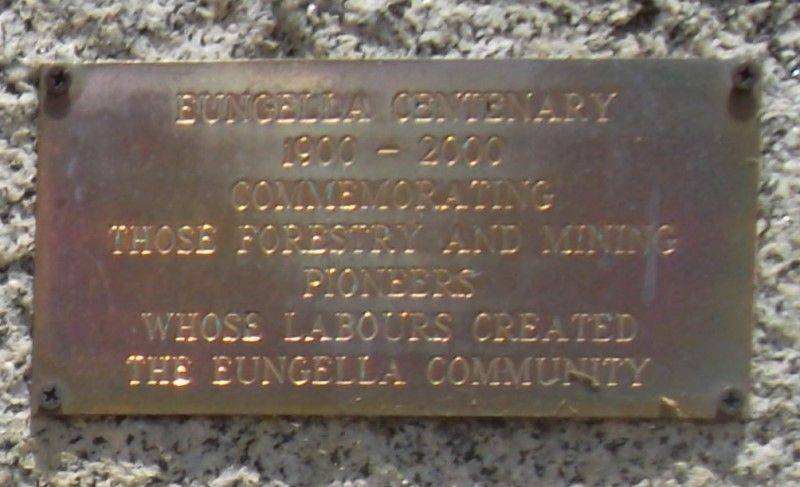 EUNGELLA CENTENARY
1900 - 2000
COMMEMORATING
THOSE FORESTRY AND MINING
PIONEERS
WHOSE LABOURS CREATED
THE EUNGELLA COMMUNITY